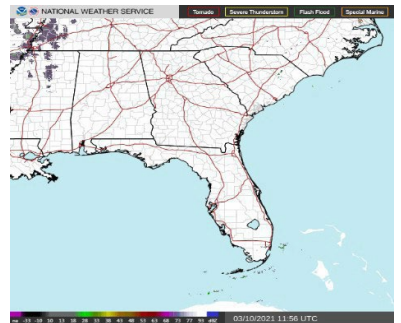 NATIONAL WEATHER SERVICE
Tornado Severe Thunderstorm Flash Flood Special Marine
03/10/2021 11:56 UTC